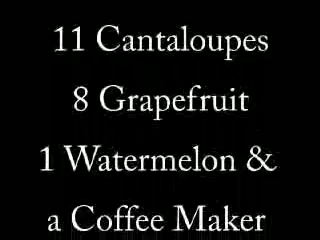 11 Cantaloupes
8 Grapefruit
1 Watermelon &
a Coffee Maker